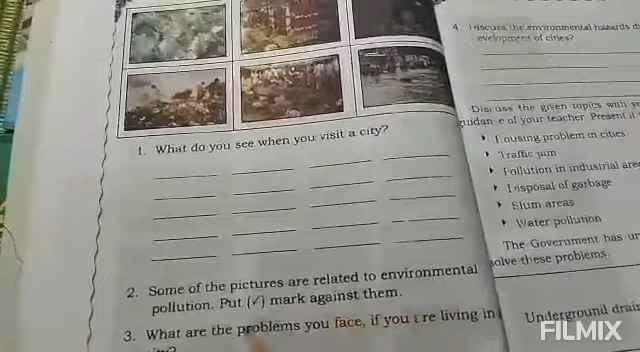 1. What do you see when you visit a city?
2. Some of the pictures are related to environmental
pollution. Put (✓) mark against them.
3. What are the problems you face, if you are living in
4. Discuss the environmental hazards
evelopment of cities?
Discuss the given topics with
guidance of your teacher. Present it
Housing problem in cities
Traffic jam
Pollution in industrial
Disposal of garbage
Slum areas
Water pollution
The Government has
solve these problems.
Underground
FILMIX